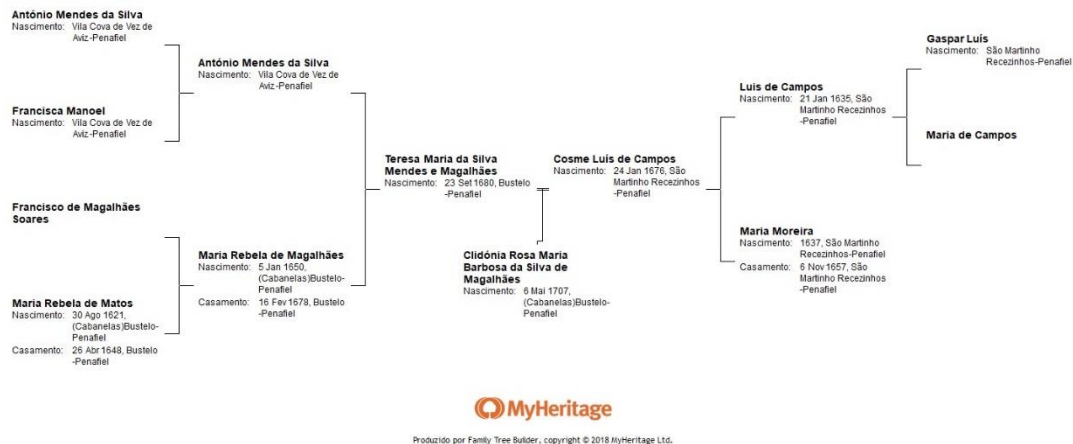 António Mendes da Silva
Nascimento: Vila Cova de Vez de
Aviz-Penafiel
Francisca Manoel
Nascimento: Vila Cova de Vez de
Aviz-Penafiel
Francisco de Magalhães
Soares
Maria Rebela de Matos
Nascimento: 30 Ago 1621,
(Cabanelas)Bustelo-
Penafiel
Casamento: 26 Abr 1648, Bustelo
-Penafiel
António Mendes da Silva
Nascimento: Vila Cova de Vez de
Aviz-Penafiel
Maria Rebela de Magalhães
Nascimento: 5 Jan 1650,
(Cabanelas)Bustelo-
Penafiel
Casamento: 16 Fev 1678, Bustelo
-Penafiel
Teresa Maria da Silva
Mendes e Magalhães
Nascimento: 23 Set 1680, Bustelo
-Penafiel
Clidónia Rosa Maria
Barbosa da Silva de
Magalhães
Nascimento: 6 Mai 1707,
(Cabanelas)Bustelo-
Penafiel
Cosme Luís de Campos
Nascimento: 24 Jan 1676, São
Martinho Recezinhos
-Penafiel
Luis de Campos
Nascimento: 21 Jan 1635, São
Martinho Recezinhos
-Penafiel
Maria Moreira
Nascimento: 1637, São Martinho
Recezinhos-Penafiel
Casamento: 6 Nov 1657, São
Martinho Recezinhos
-Penafiel
Gaspar Luís
Nascimento: São Martinho
Recezinhos-Penafiel
Maria de Campos
MyHeritage
Produzido por Family Tree Builder, copyright © 2018 MyHeritage Ltd.